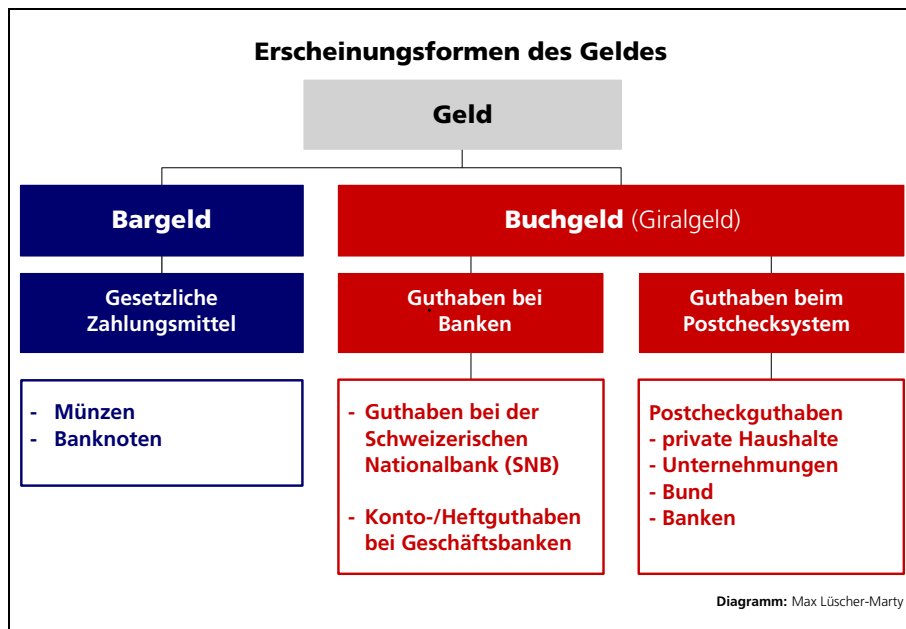 Erscheinungsformen des Geldes
Geld
Bargeld
Buchgeld (Giralgeld)
Gesetzliche
Zahlungsmittel
Guthaben bei
Banken
Guthaben beim
Postchecksystem
- Münzen
- Banknoten
- Guthaben bei der
Schweizerischen
Nationalbank (SNB)
- Konto-/Heftguthaben
bei Geschäftsbanken
Postcheckguthaben
- private Haushalte
- Unternehmungen
- Bund
- Banken
Diagramm: Max Lüscher-Marty